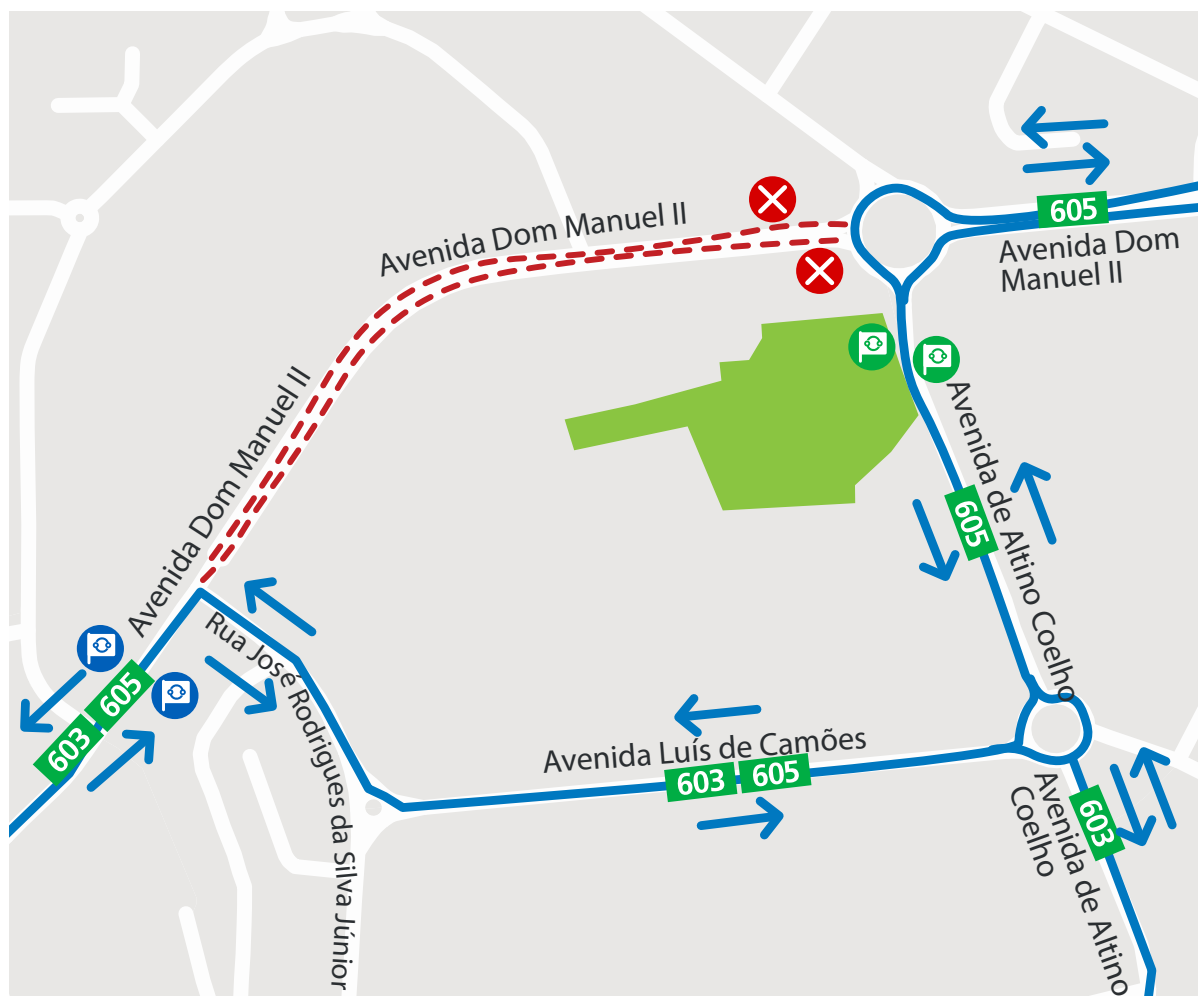 Avenida Dom Manuel II
605
Avenida Dom
Manuel II
Avenida Dom Manuel II
Avenida de Altino Coelho
605
Rua José Rodrigues da Silva Júnior
603
605
Avenida Luís de Camões
603
605
603
Avenida de Altino
Coelho